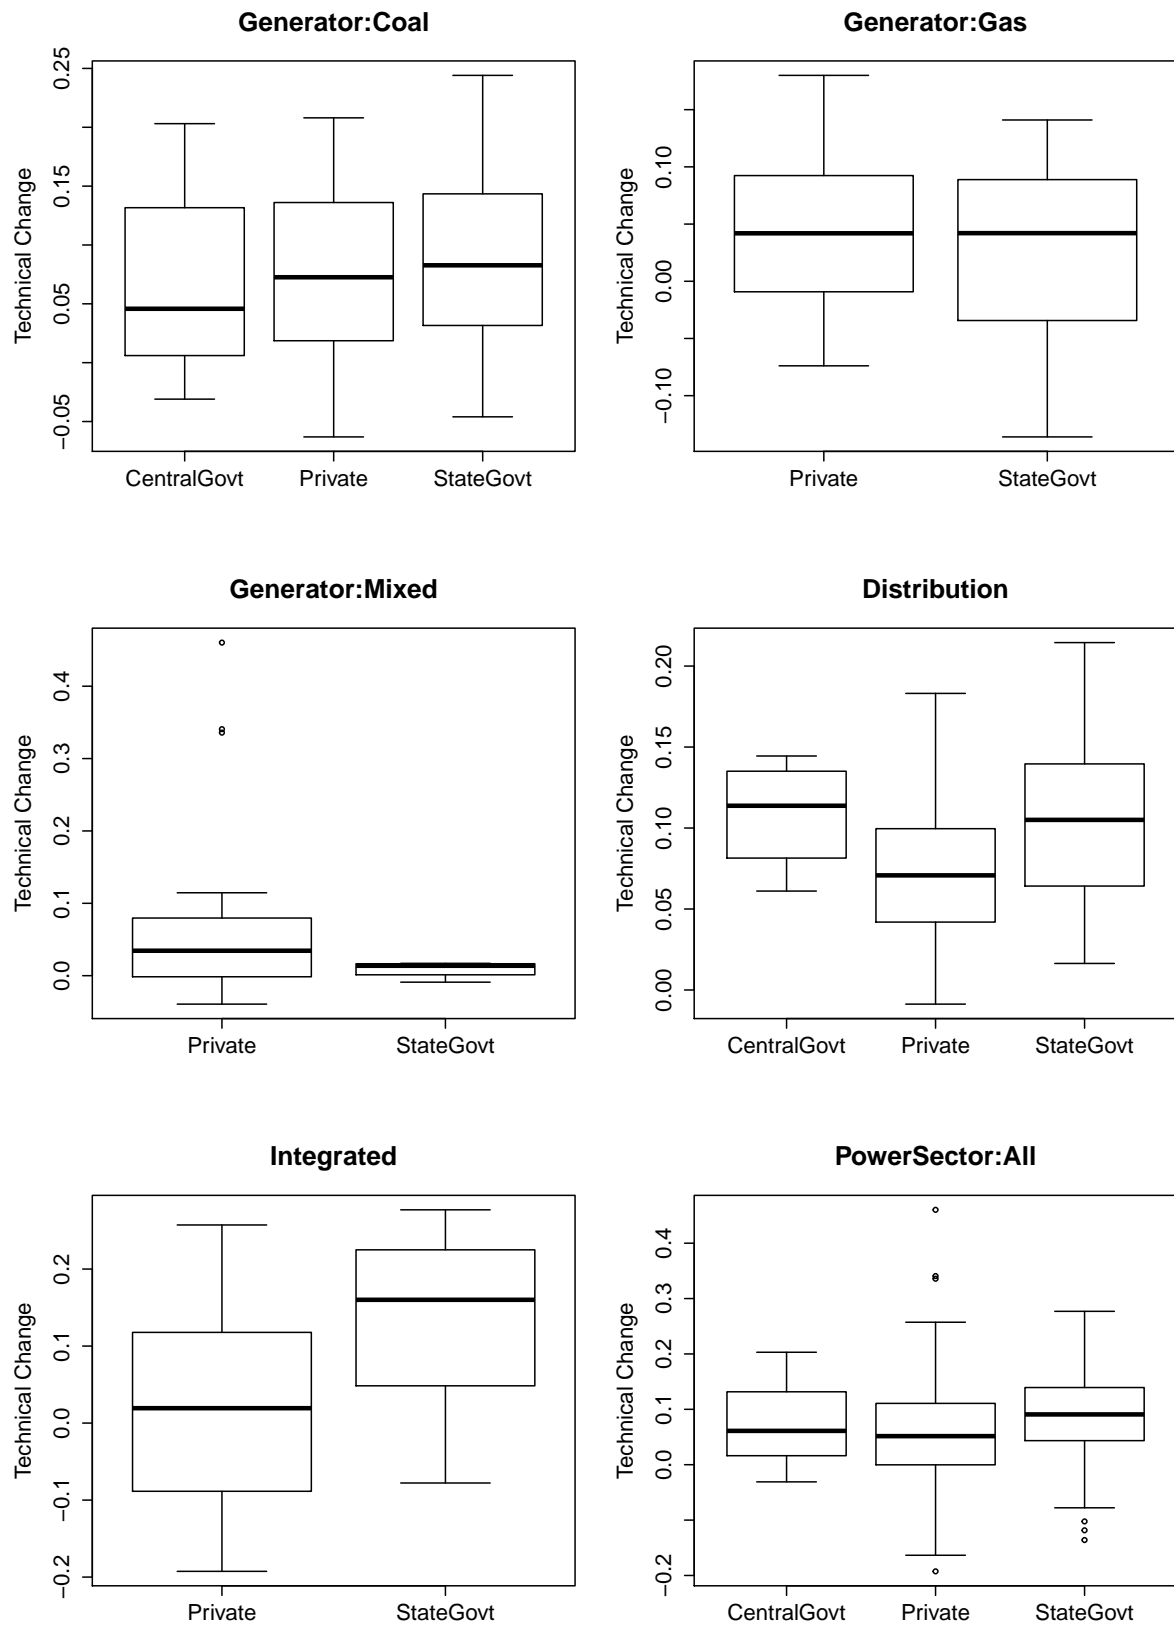 Generator:Coal
Technical Change
−0.05
0.05
0.15
0.25
CentralGovt Private StateGovt
Generator:Gas
Technical Change
−0.10
0.00
0.10
Private StateGovt
Generator:Mixed
Technical Change
0.0
0.1
0.2
0.3
0.4
Private StateGovt
Distribution
Technical Change
0.00
0.05
0.10
0.15
0.20
CentralGovt Private StateGovt
Integrated
Technical Change
−0.2
−0.1
0.0
0.1
0.2
Private StateGovt
PowerSector:All
Technical Change
−0.2
0.0
0.1
0.2
0.3
0.4
CentralGovt Private StateGovt